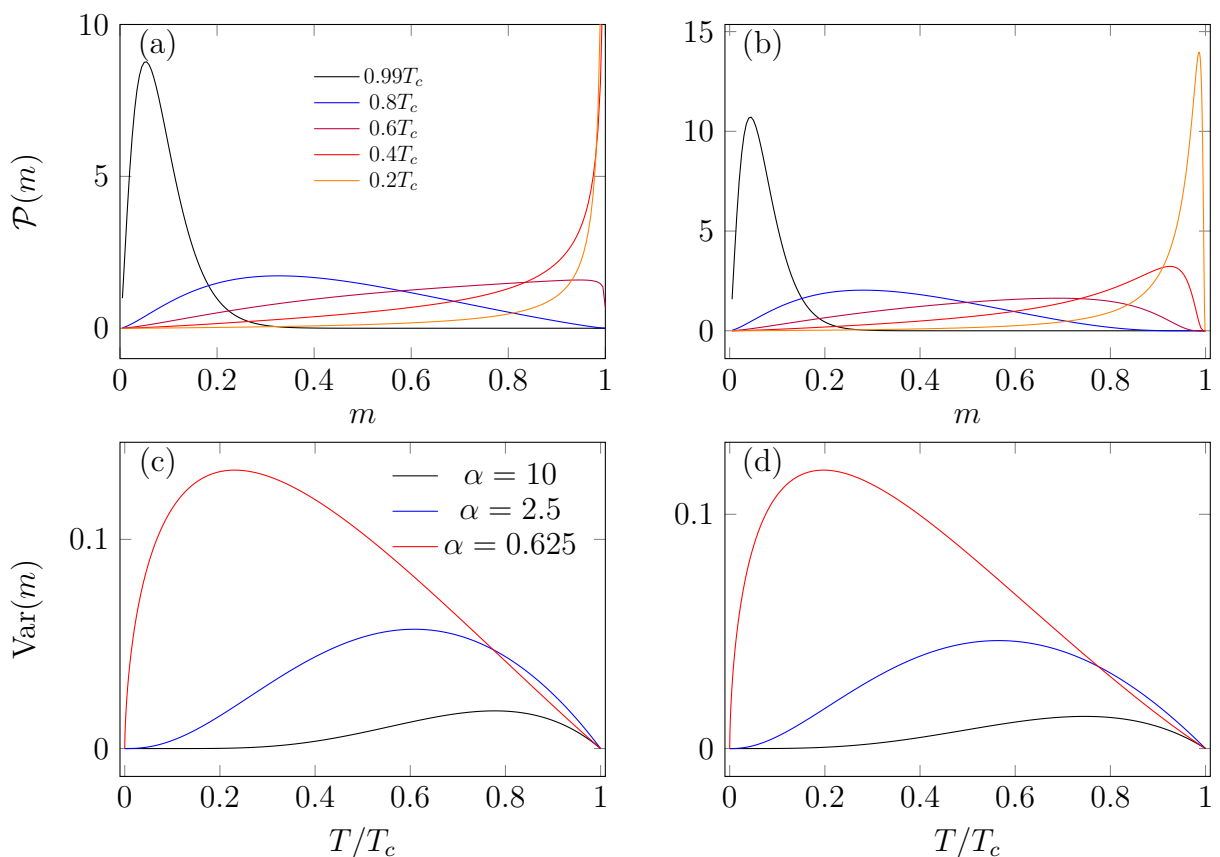 (a)
10
5
0
0 0.2 0.4 0.6 0.8 1
m
𝒫(m)
0.99T_c
0.8T_c
0.6T_c
0.4T_c
0.2T_c
(b)
15
10
5
0
0 0.2 0.4 0.6 0.8 1
m
(c)
0.1
0
0 0.2 0.4 0.6 0.8 1
T/T_c
Var(m)
α = 10
α = 2.5
α = 0.625
(d)
0.1
0
0 0.2 0.4 0.6 0.8 1
T/T_c